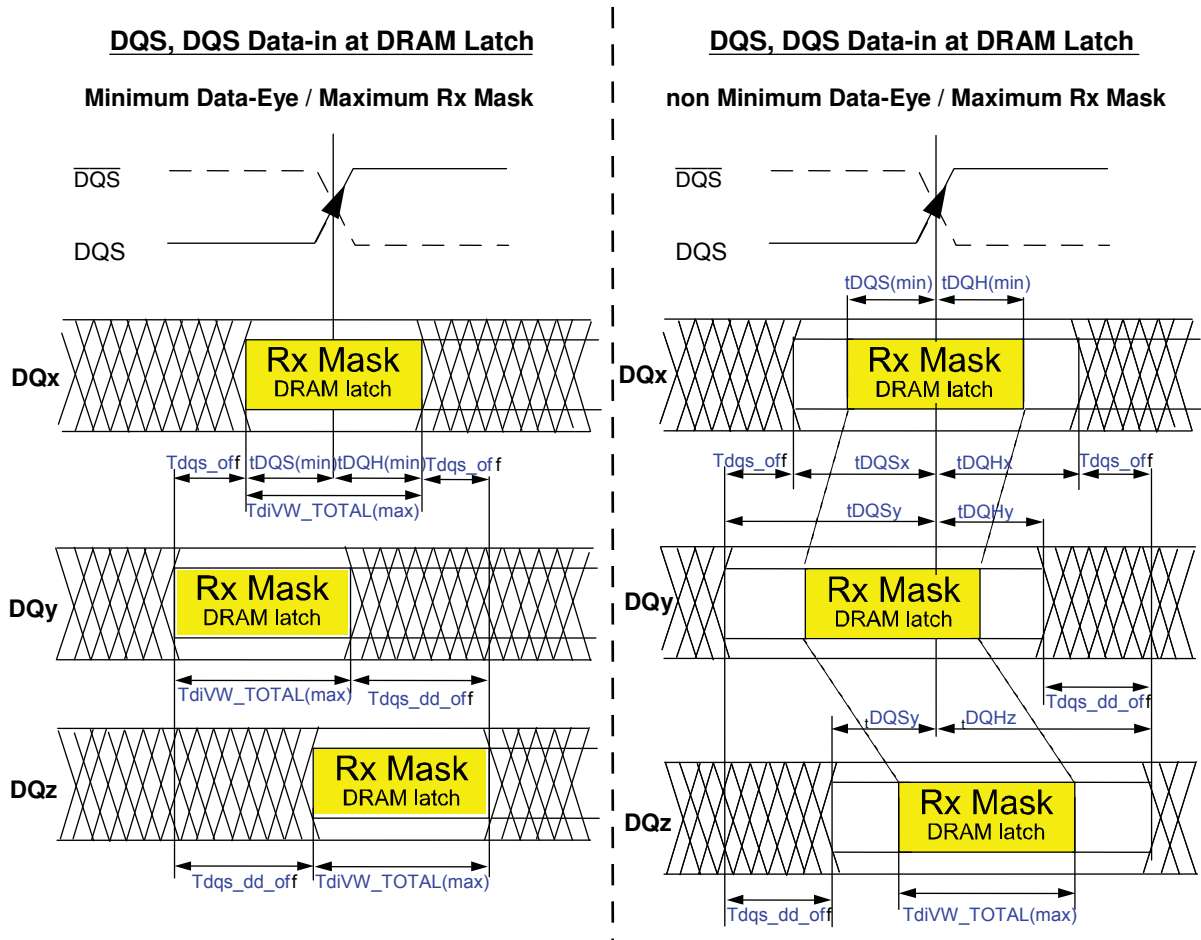 DQS, DQS Data-in at DRAM Latch
Minimum Data-Eye / Maximum Rx Mask
DQS
DQS
DQx
Rx Mask
DRAM latch
Tdqs_off
tDQS(min)
tDQH(min)
Tdqs_off
TdiVW_TOTAL(max)
DQy
Rx Mask
DRAM latch
TdiVW_TOTAL(max)
Tdqs_dd_off
DQz
Rx Mask
DRAM latch
Tdqs_dd_off
TdiVW_TOTAL(max)
DQS, DQS Data-in at DRAM Latch
non Minimum Data-Eye / Maximum Rx Mask
DQS
DQS
tDQS(min)
tDQH(min)
DQx
Rx Mask
DRAM latch
Tdqs_off
tDQSx
tDQHx
Tdqs_off
tDQSy
tDQHy
DQy
Rx Mask
DRAM latch
Tdqs_dd_off
tDQSy
tDQHz
DQz
Rx Mask
DRAM latch
Tdqs_dd_off
TdiVW_TOTAL(max)